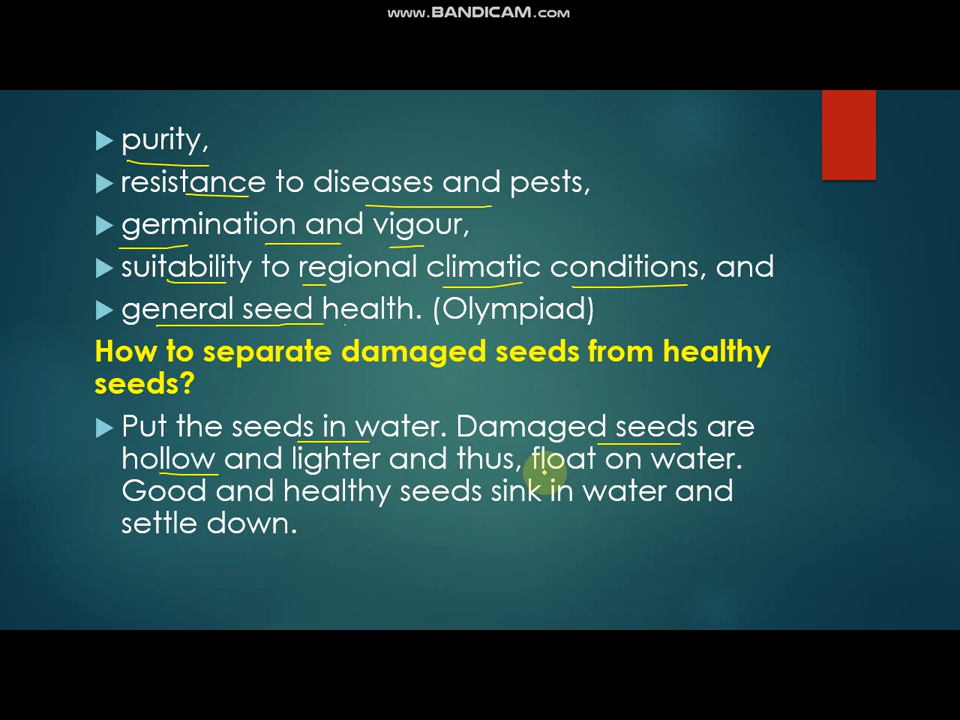 www.BANDICAM.com
purity,
resistance to diseases and pests,
germination and vigour,
suitability to regional climatic conditions, and
general seed health. (Olympiad)
How to separate damaged seeds from healthy
seeds?
Put the seeds in water. Damaged seeds are
hollow and lighter and thus, float on water.
Good and healthy seeds sink in water and
settle down.